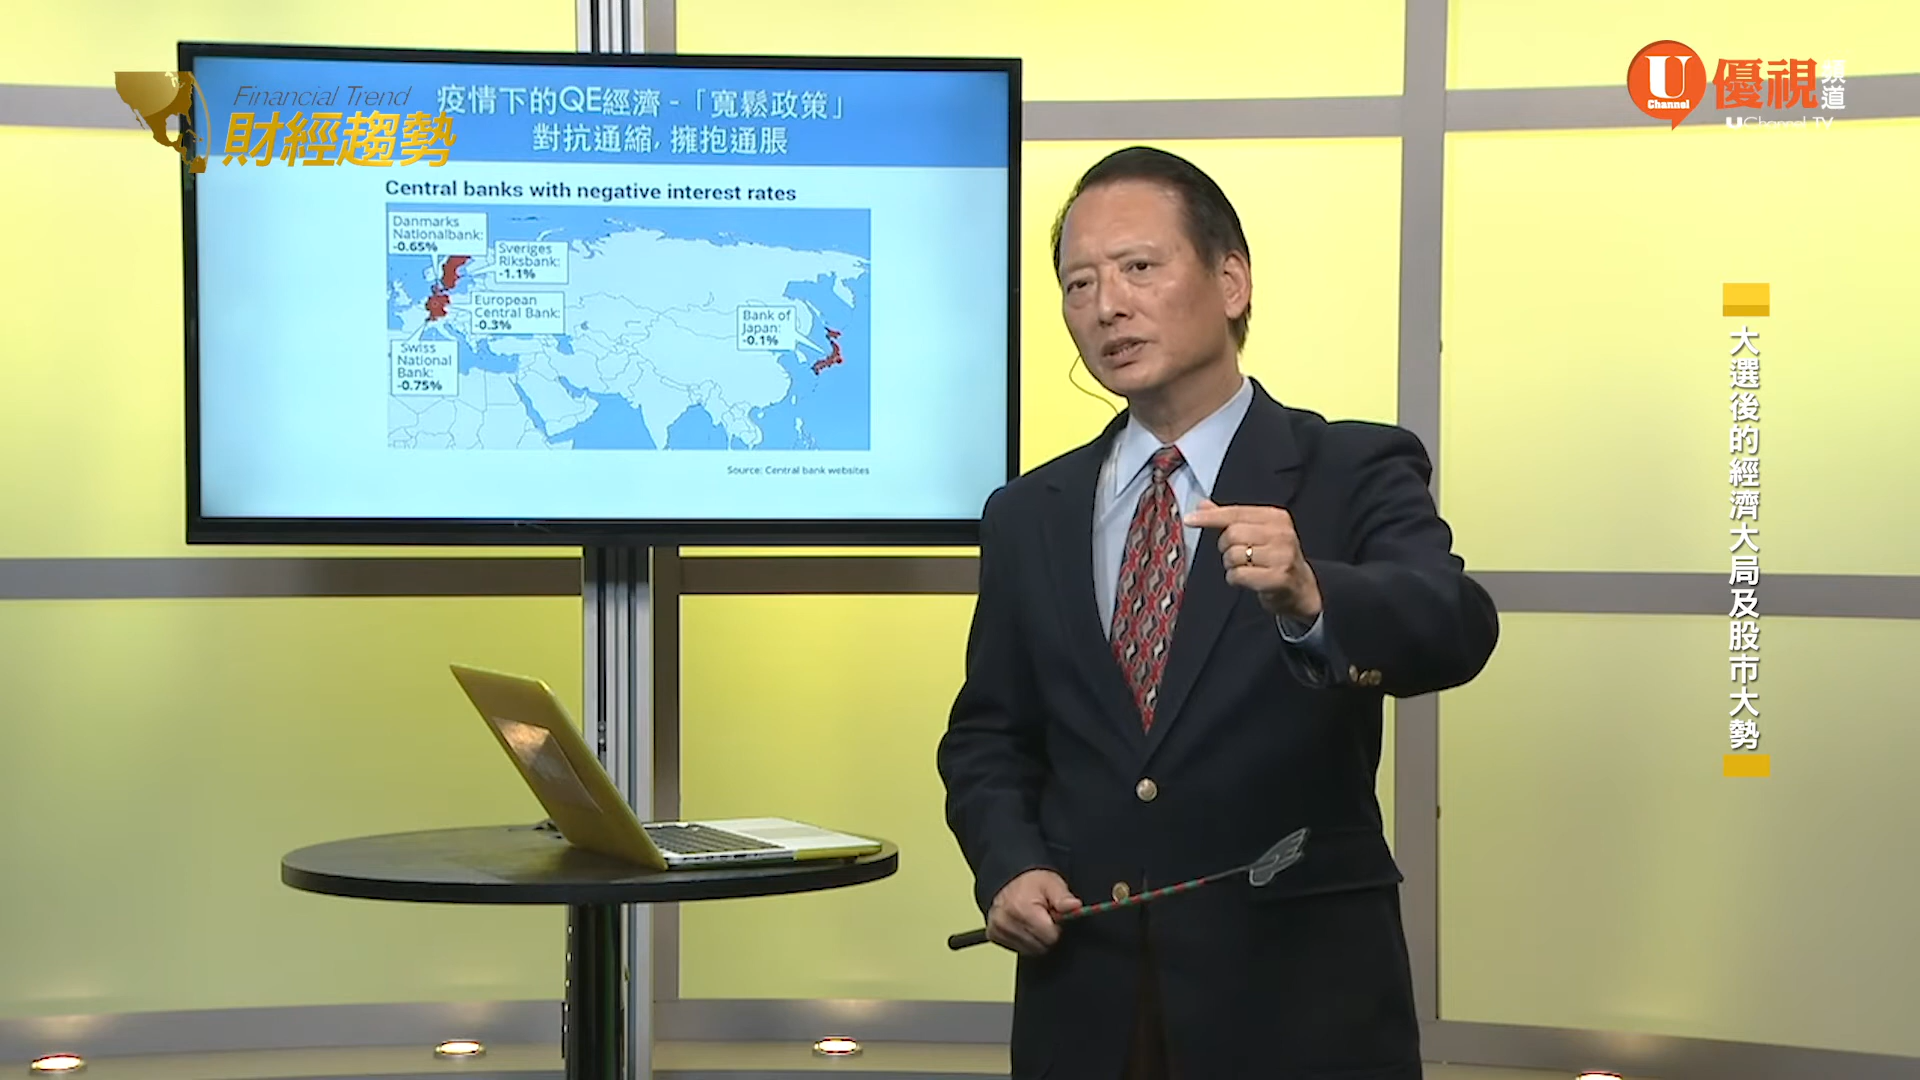 Financial Trend
財經趨勢
疫情下的QE經濟 -「寬鬆政策」
對抗通縮, 擁抱通脹
Central banks with negative interest rates
Danmarks
Nationalbank:
-0.65%
Sveriges
Riksbank:
-1.1%
European
Central Bank:
-0.3%
Swiss
National
Bank:
-0.75%
Bank of
Japan:
-0.1%
Source: Central bank websites
U
Channel
優視
頻道
UChannel TV
大選後的經濟大局及股市大勢